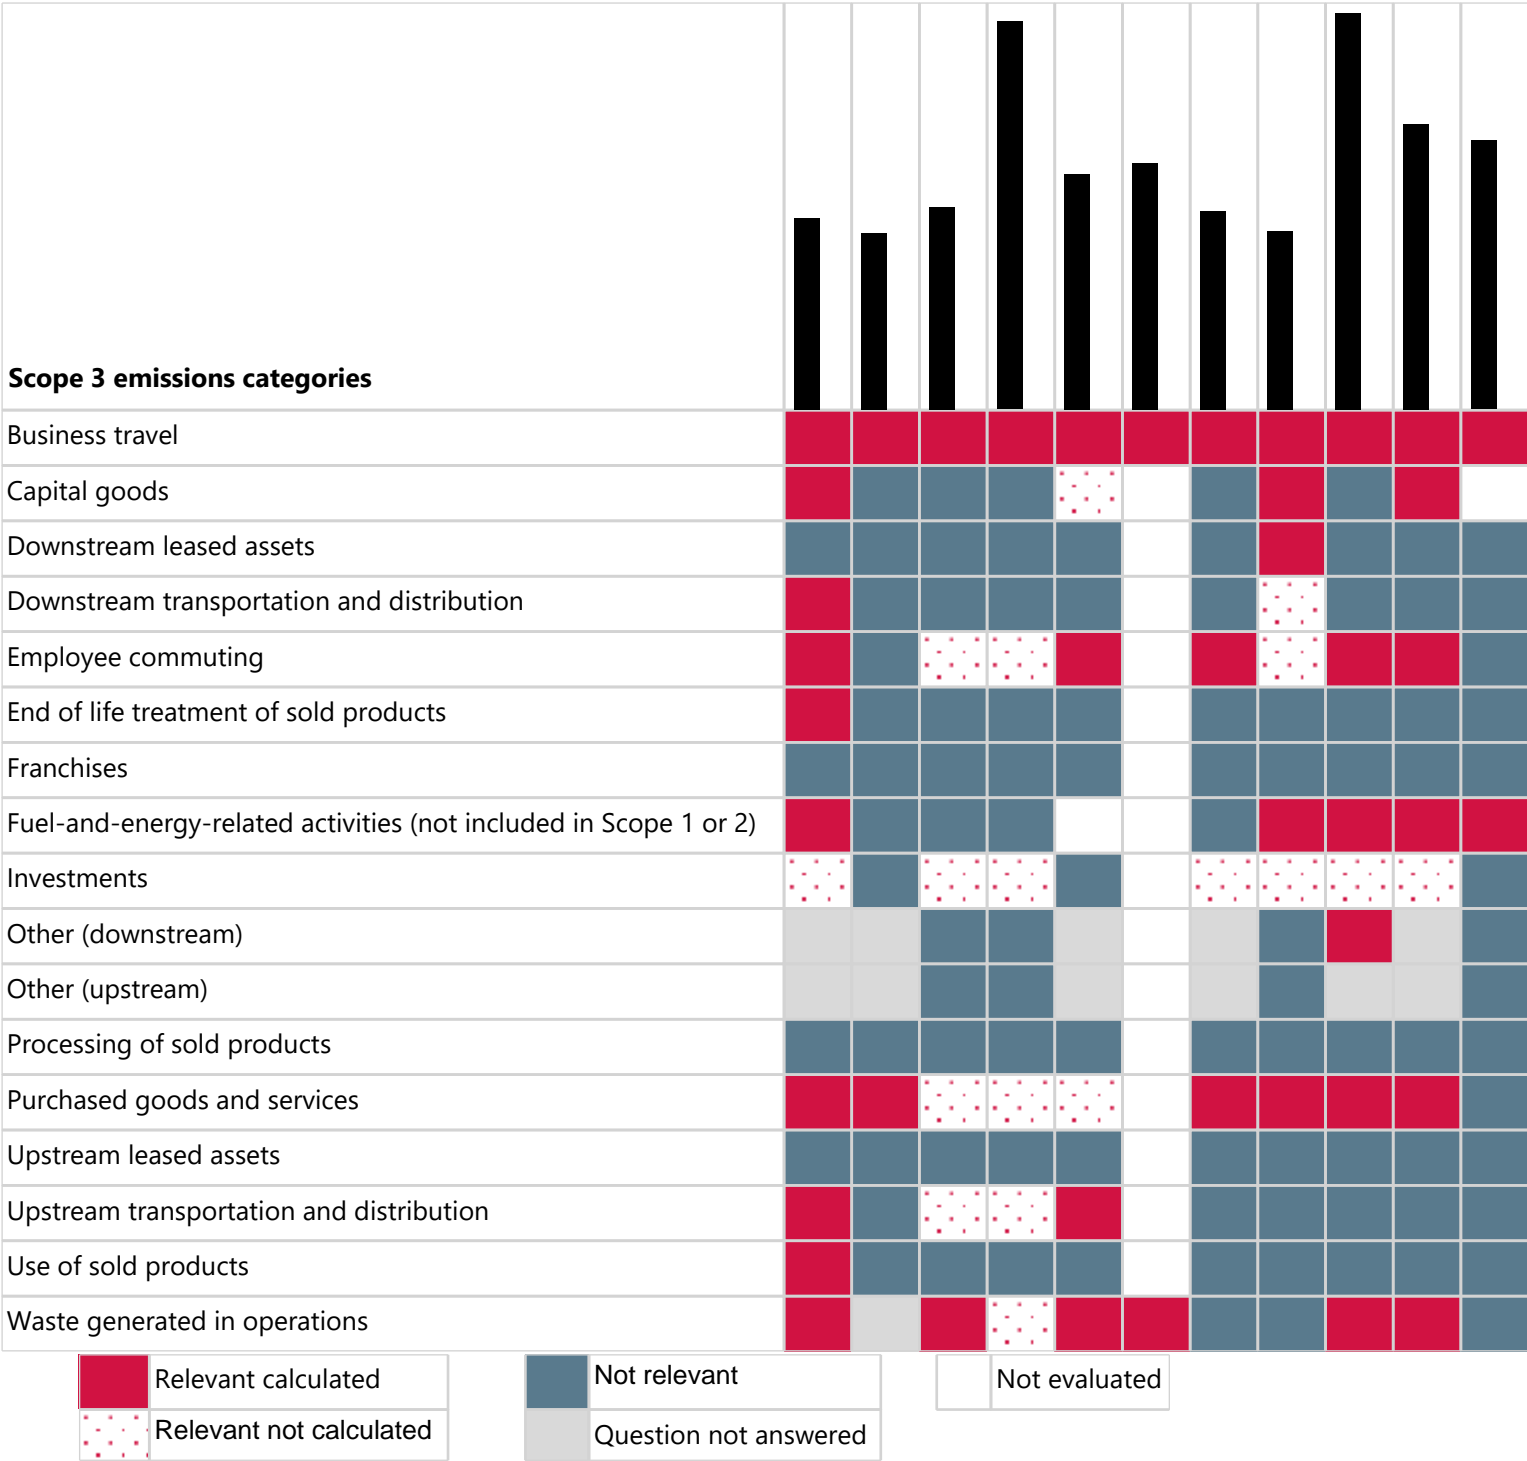 Scope 3 emissions categories
Business travel
Capital goods
Downstream leased assets
Downstream transportation and distribution
Employee commuting
End of life treatment of sold products
Franchises
Fuel-and-energy-related activities (not included in Scope 1 or 2)
Investments
Other (downstream)
Other (upstream)
Processing of sold products
Purchased goods and services
Upstream leased assets
Upstream transportation and distribution
Use of sold products
Waste generated in operations
Relevant calculated
Not relevant
Not evaluated
Relevant not calculated
Question not answered